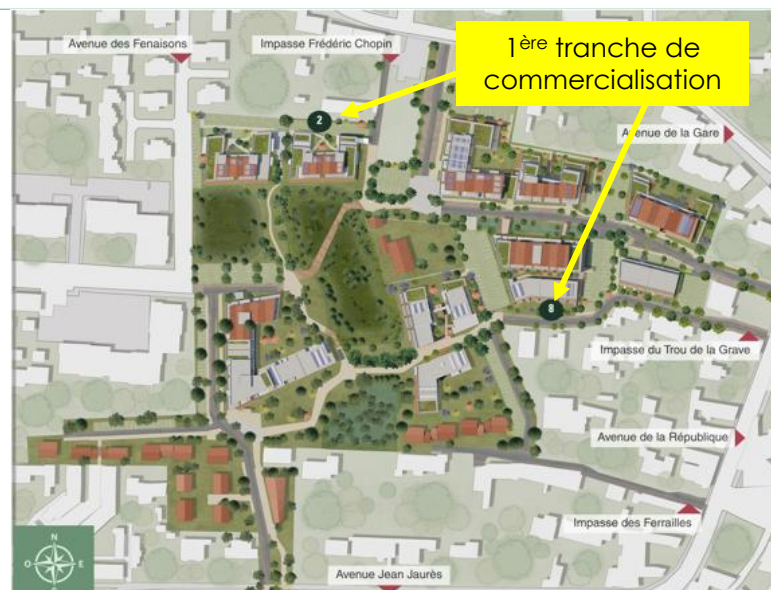 Avenue des Fenaisons
Impasse Frédéric Chopin
1ère tranche de
commercialisation
2
Avenue de la Gare
8
Impasse du Trou de la Grave
Avenue de la République
Impasse des Ferrailles
N
O E
S
Avenue Jean Jaurès